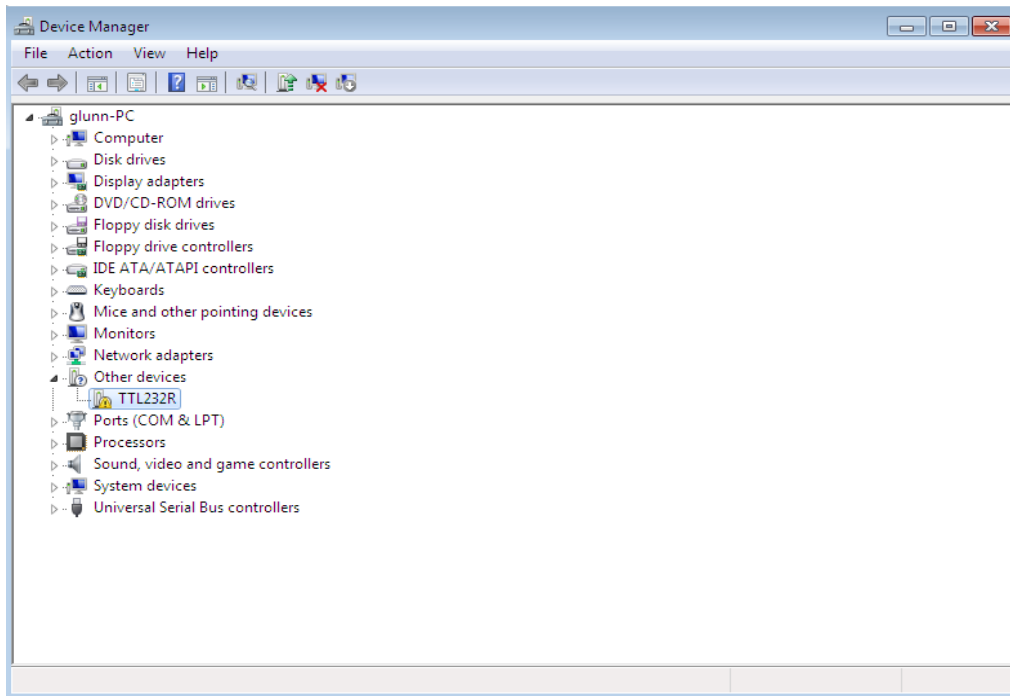 Device Manager
File Action View Help
glunn-PC
Computer
Disk drives
Display adapters
DVD/CD-ROM drives
Floppy disk drives
Floppy drive controllers
IDE ATA/ATAPI controllers
Keyboards
Mice and other pointing devices
Monitors
Network adapters
Other devices
TTL232R
Ports (COM & LPT)
Processors
Sound, video and game controllers
System devices
Universal Serial Bus controllers